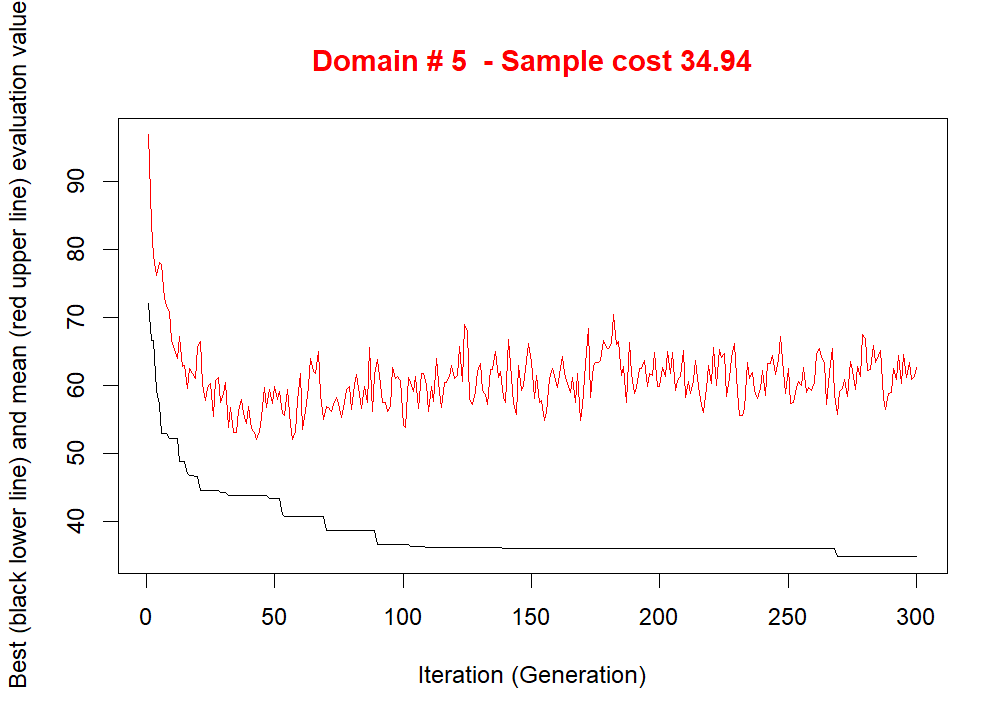 Domain # 5  - Sample cost 34.94
Best (black lower line) and mean (red upper line) evaluation value
90
80
70
60
50
40
0 50 100 150 200 250 300
Iteration (Generation)